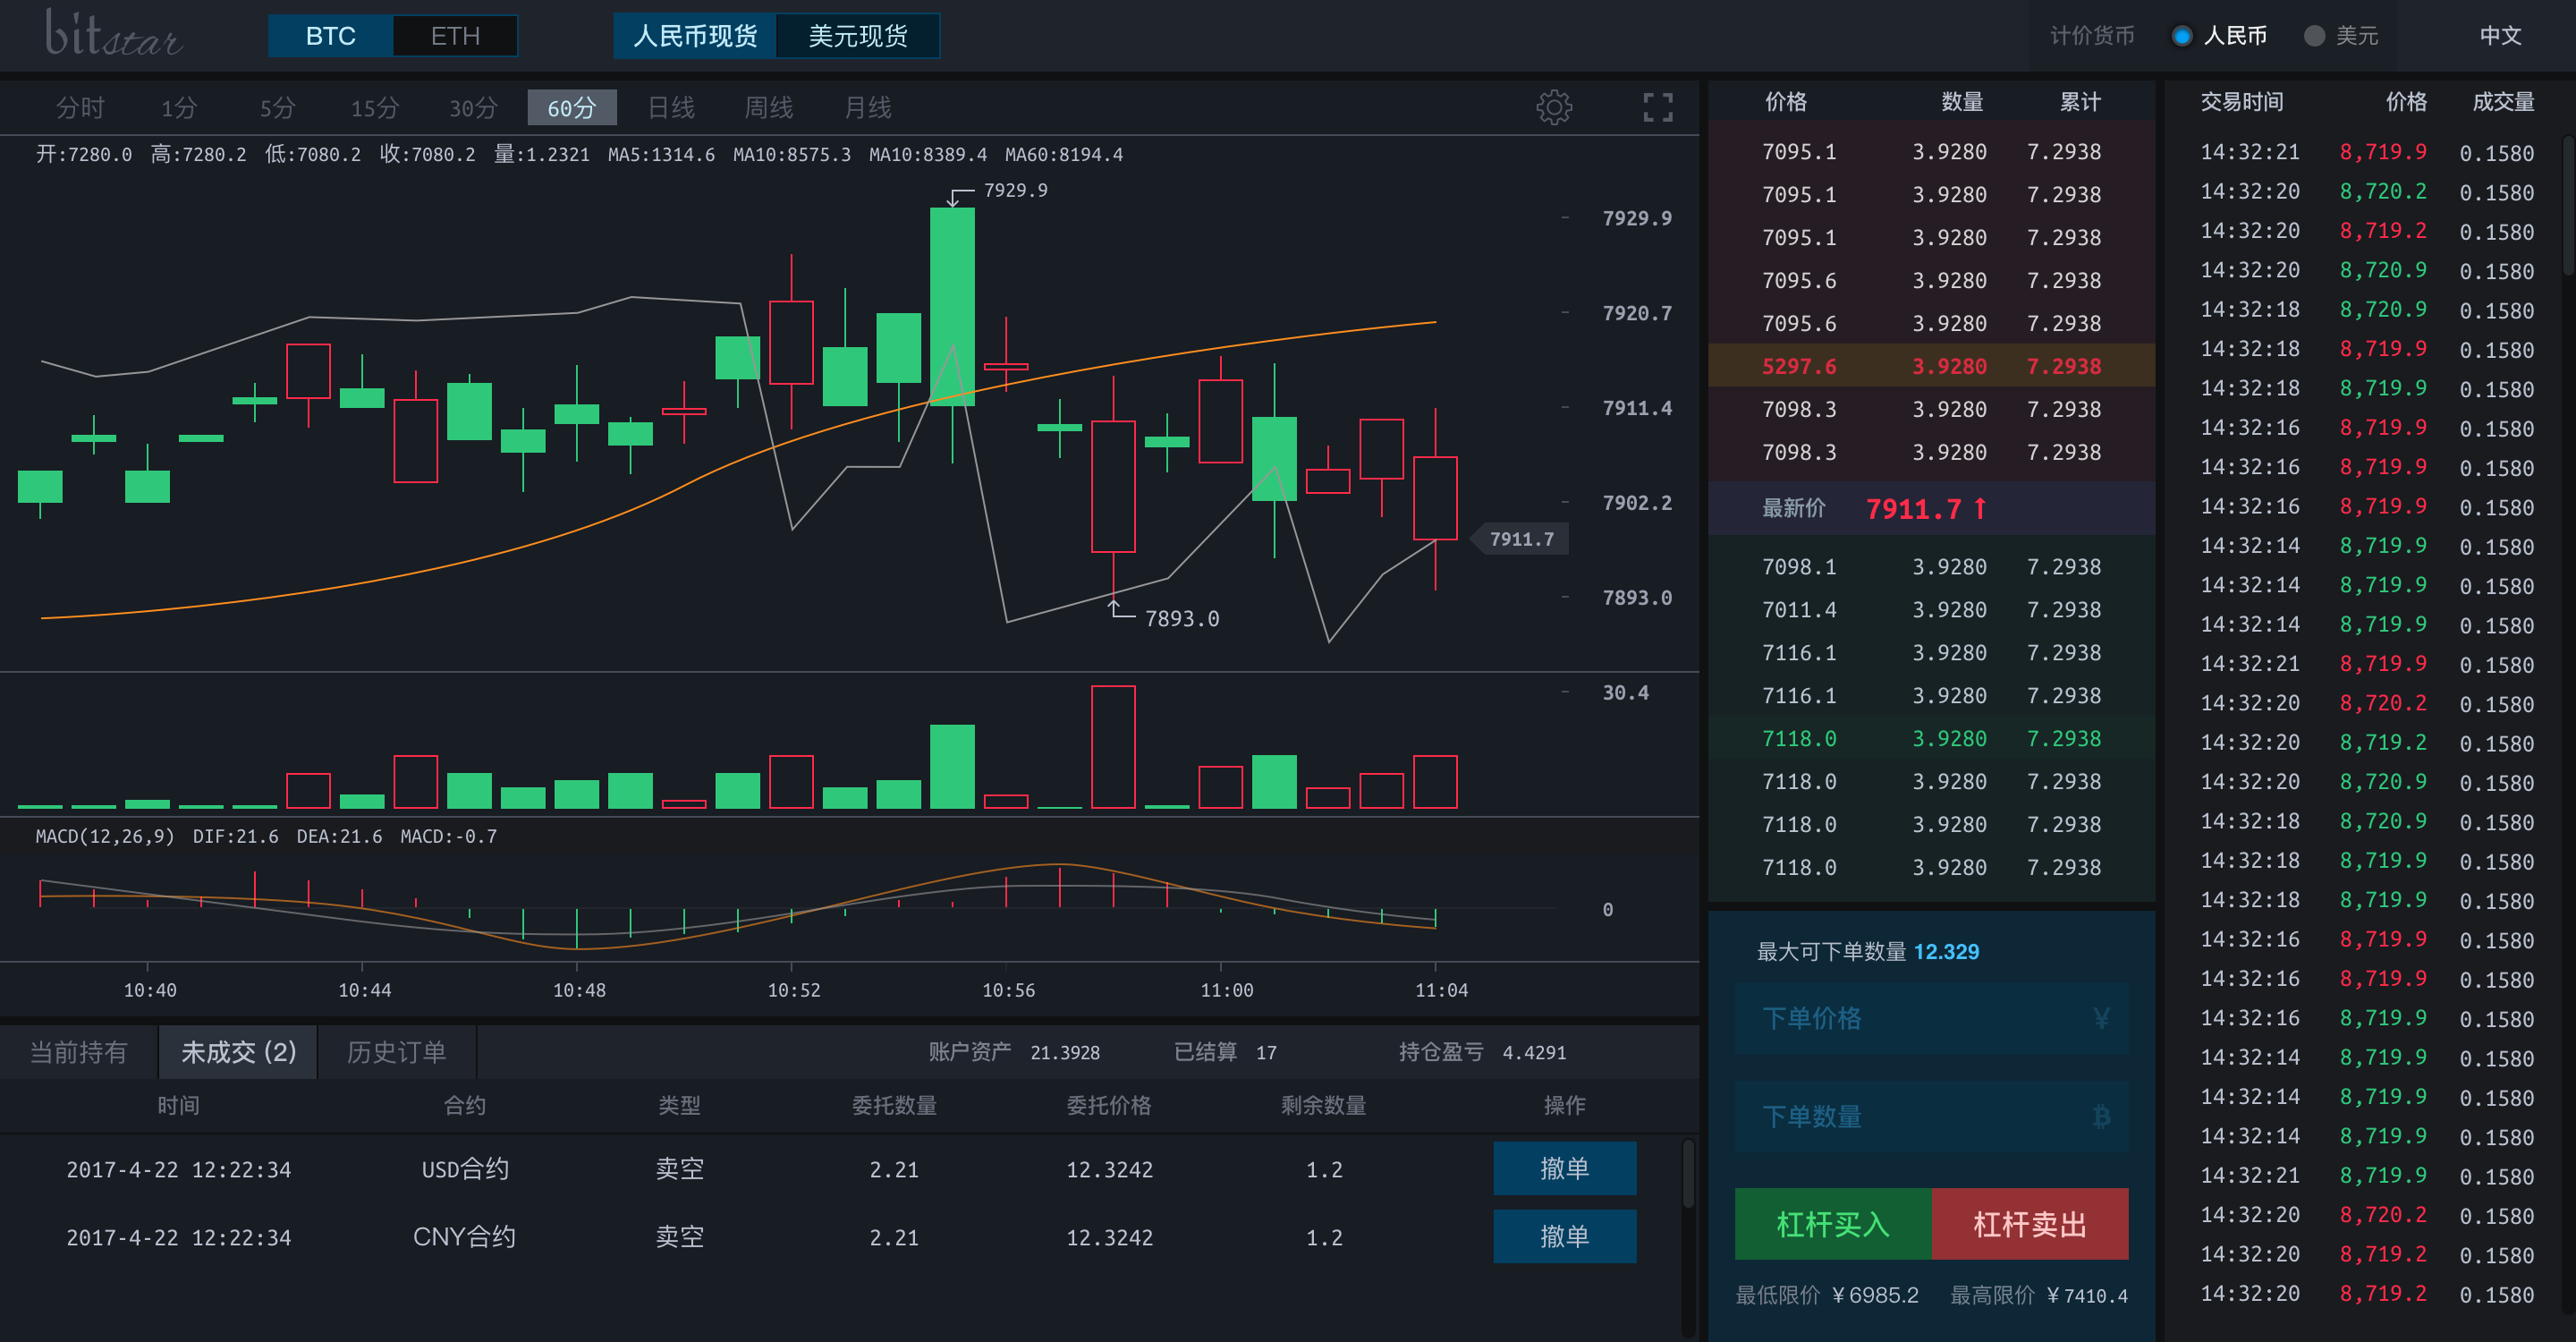 bitstar BTC ETH 人民币现货 美元现货 计价货币 人民币 美元 中文
分时 1分 5分 15分 30分 60分 日线 周线 月线
开:7280.0 高:7280.2 低:7080.2 收:7080.2 量:1.2321 MA5:1314.6 MA10:8575.3 MA10:8389.4 MA60:8194.4
7929.9
7929.9
7920.7
7911.4
7902.2
7911.7
7893.0
7893.0
30.4
MACD(12,26,9) DIF:21.6 DEA:21.6 MACD:-0.7
0
10:40 10:44 10:48 10:52 10:56 11:00 11:04
当前持有 未成交 (2) 历史订单 账户资产 21.3928 已结算 17 持仓盈亏 4.4291
时间 合约 类型 委托数量 委托价格 剩余数量 操作
2017-4-22 12:22:34 USD合约 卖空 2.21 12.3242 1.2 撤单
2017-4-22 12:22:34 CNY合约 卖空 2.21 12.3242 1.2 撤单
价格 数量 累计
7095.1 3.9280 7.2938
7095.1 3.9280 7.2938
7095.1 3.9280 7.2938
7095.6 3.9280 7.2938
7095.6 3.9280 7.2938
5297.6 3.9280 7.2938
7098.3 3.9280 7.2938
7098.3 3.9280 7.2938
最新价 7911.7 ↑
7098.1 3.9280 7.2938
7011.4 3.9280 7.2938
7116.1 3.9280 7.2938
7116.1 3.9280 7.2938
7118.0 3.9280 7.2938
7118.0 3.9280 7.2938
7118.0 3.9280 7.2938
7118.0 3.9280 7.2938
最大可下单数量 12.329
下单价格 ¥
下单数量 ₿
杠杆买入 杠杆卖出
最低限价 ¥6985.2 最高限价 ¥7410.4
交易时间 价格 成交量
14:32:21 8,719.9 0.1580
14:32:20 8,720.2 0.1580
14:32:20 8,719.2 0.1580
14:32:20 8,720.9 0.1580
14:32:18 8,720.9 0.1580
14:32:18 8,719.9 0.1580
14:32:18 8,719.9 0.1580
14:32:16 8,719.9 0.1580
14:32:16 8,719.9 0.1580
14:32:16 8,719.9 0.1580
14:32:14 8,719.9 0.1580
14:32:14 8,719.9 0.1580
14:32:14 8,719.9 0.1580
14:32:21 8,719.9 0.1580
14:32:20 8,720.2 0.1580
14:32:20 8,719.2 0.1580
14:32:20 8,720.9 0.1580
14:32:18 8,720.9 0.1580
14:32:18 8,719.9 0.1580
14:32:18 8,719.9 0.1580
14:32:16 8,719.9 0.1580
14:32:16 8,719.9 0.1580
14:32:16 8,719.9 0.1580
14:32:14 8,719.9 0.1580
14:32:14 8,719.9 0.1580
14:32:14 8,719.9 0.1580
14:32:21 8,719.9 0.1580
14:32:20 8,720.2 0.1580
14:32:20 8,719.2 0.1580
14:32:20 8,719.2 0.1580